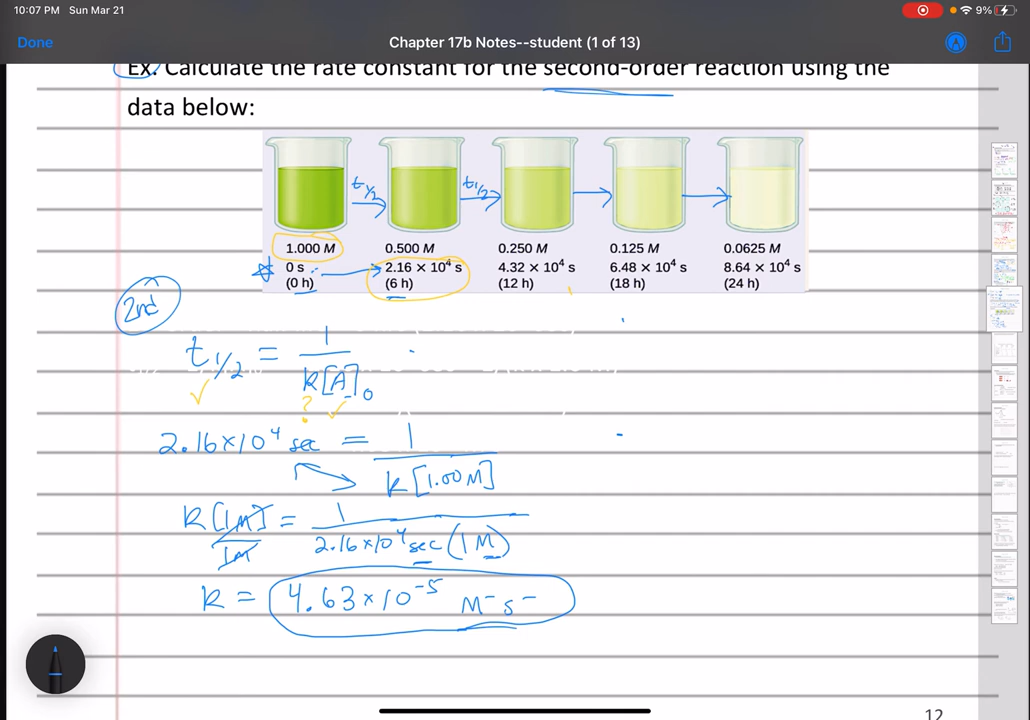 10:07 PM Sun Mar 21 9%
Done Chapter 17b Notes--student (1 of 13)
Ex. Calculate the rate constant for the second-order reaction using the
data below:
t1/2 t1/2
1.000 M 0.500 M 0.250 M 0.125 M 0.0625 M
0 s 2.16 × 10⁴ s 4.32 × 10⁴ s 6.48 × 10⁴ s 8.64 × 10⁴ s
(0 h) (6 h) (12 h) (18 h) (24 h)
2nd
t1/2 = 1 / k[A]₀
?
2.16×10⁴ sec = 1 / k[1.00M]
k[1M] / 1M = 1 / 2.16×10⁴ sec (1M)
k = 4.63×10⁻⁵ M⁻s⁻
12